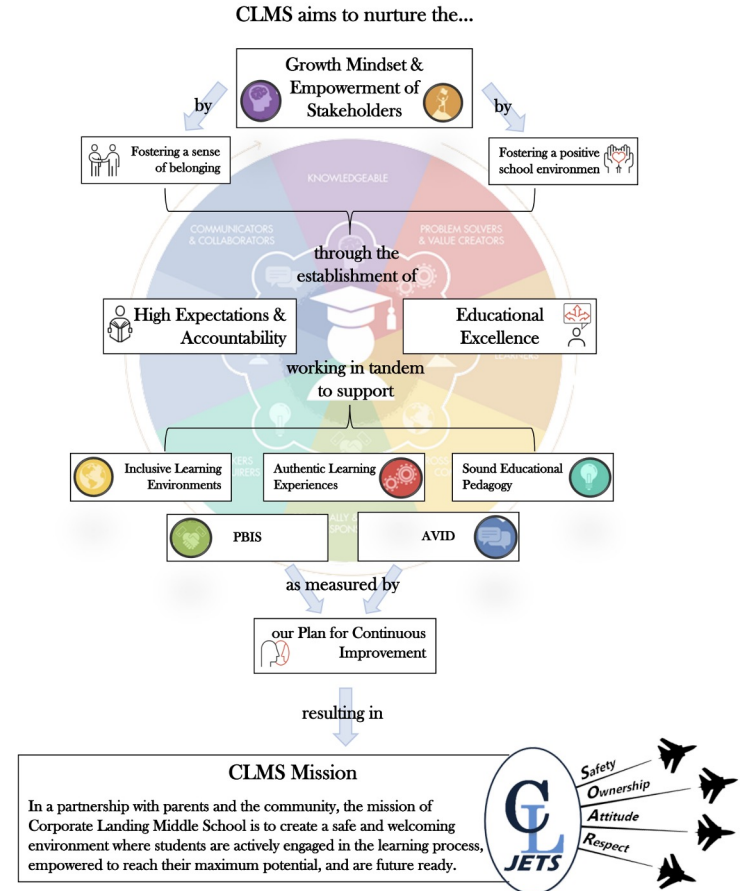 CLMS aims to nurture the...
Growth Mindset &
Empowerment of
Stakeholders
by
by
Fostering a sense
of belonging
Fostering a positive
school environmen
KNOWLEDGEABLE
COMMUNICATORS
& COLLABORATORS
PROBLEM SOLVERS
& VALUE CREATORS
through the
establishment of
High Expectations &
Accountability
Educational
Excellence
LEARNERS
working in tandem
to support
Inclusive Learning
Environments
Authentic Learning
Experiences
Sound Educational
Pedagogy
PBIS
AVID
as measured by
our Plan for Continuous
Improvement
resulting in
CLMS Mission
In a partnership with parents and the community, the mission of
Corporate Landing Middle School is to create a safe and welcoming
environment where students are actively engaged in the learning process,
empowered to reach their maximum potential, and are future ready.
CL
JETS
Safety
Ownership
Attitude
Respect